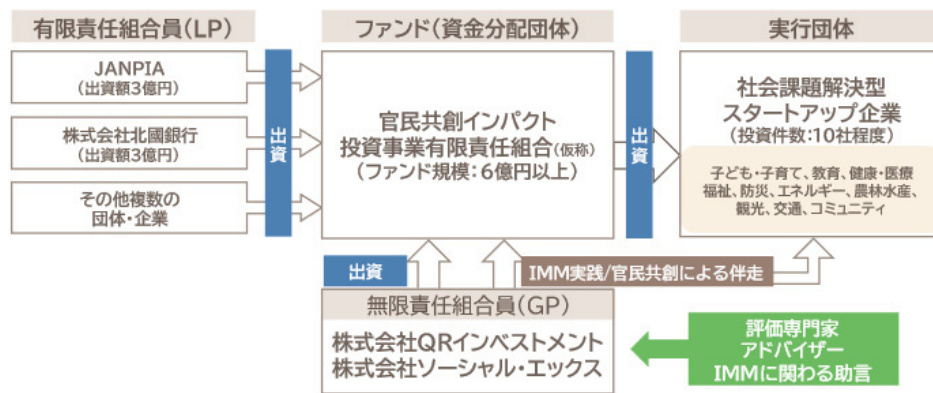 有限責任組合員(LP)
JANPIA
(出資額3億円)
株式会社北國銀行
(出資額3億円)
その他複数の
団体・企業
出資
ファンド(資金分配団体)
官民共創インパクト
投資事業有限責任組合(仮称)
(ファンド規模:6億円以上)
出資
実行団体
社会課題解決型
スタートアップ企業
(投資件数:10社程度)
子ども・子育て、教育、健康・医療
福祉、防災、エネルギー、農林水産、
観光、交通、コミュニティ
出資
IMM実践/官民共創による伴走
無限責任組合員(GP)
株式会社QRインベストメント
株式会社ソーシャル・エックス
評価専門家
アドバイザー
IMMに関わる助言